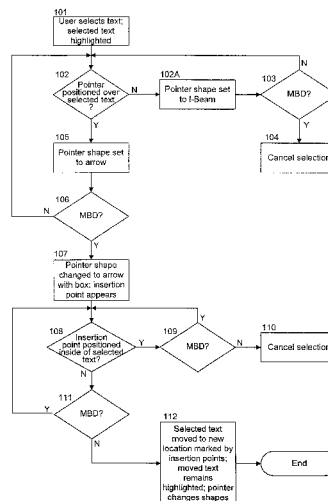 101
User selects text;
selected text
highlighted
102
Pointer
positioned over
selected text
?
N
102A
Pointer shape set
to I-Beam
N
103
MBD?
Y
104
Cancel selection
Y
105
Pointer shape set
to arrow
106
N
MBD?
Y
107
Pointer shape
changed to arrow
with box; insertion
point appears
108
Insertion
point positioned
inside of selected
text?
Y
109
Y
MBD?
N
110
Cancel selection
N
111
Y
MBD?
N
112
Selected text
moved to new
location marked by
insertion points;
moved text
remains
highlighted; pointer
changes shapes
End